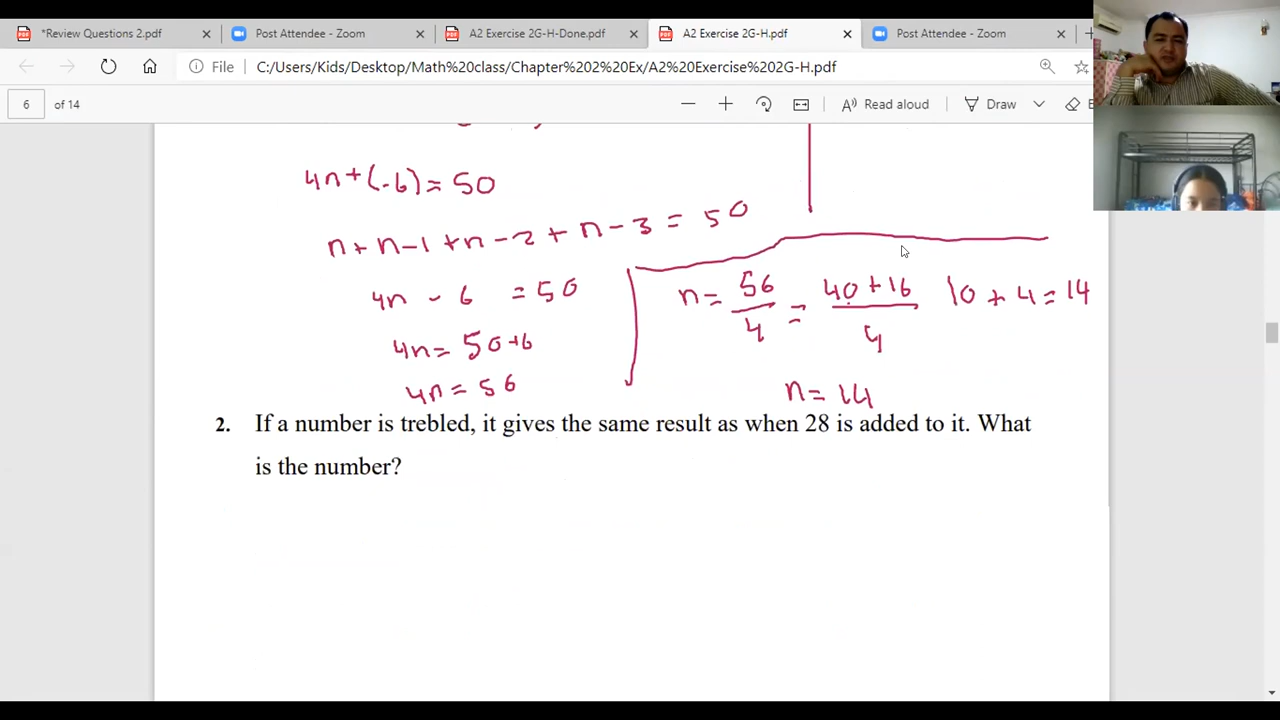 *Review Questions 2.pdf
Post Attendee - Zoom
A2 Exercise 2G-H-Done.pdf
A2 Exercise 2G-H.pdf
Post Attendee - Zoom
File C:/Users/Kids/Desktop/Math%20class/Chapter%202%20Ex/A2%20Exercise%202G-H.pdf
6 of 14
Read aloud
Draw
4n+(-6)=50
n+n-1+n-2+n-3=50
4n-6=50
4n=50+6
4n=56
n=56/4=40+16/4 10+4=14
n=14
2. If a number is trebled, it gives the same result as when 28 is added to it. What
is the number?